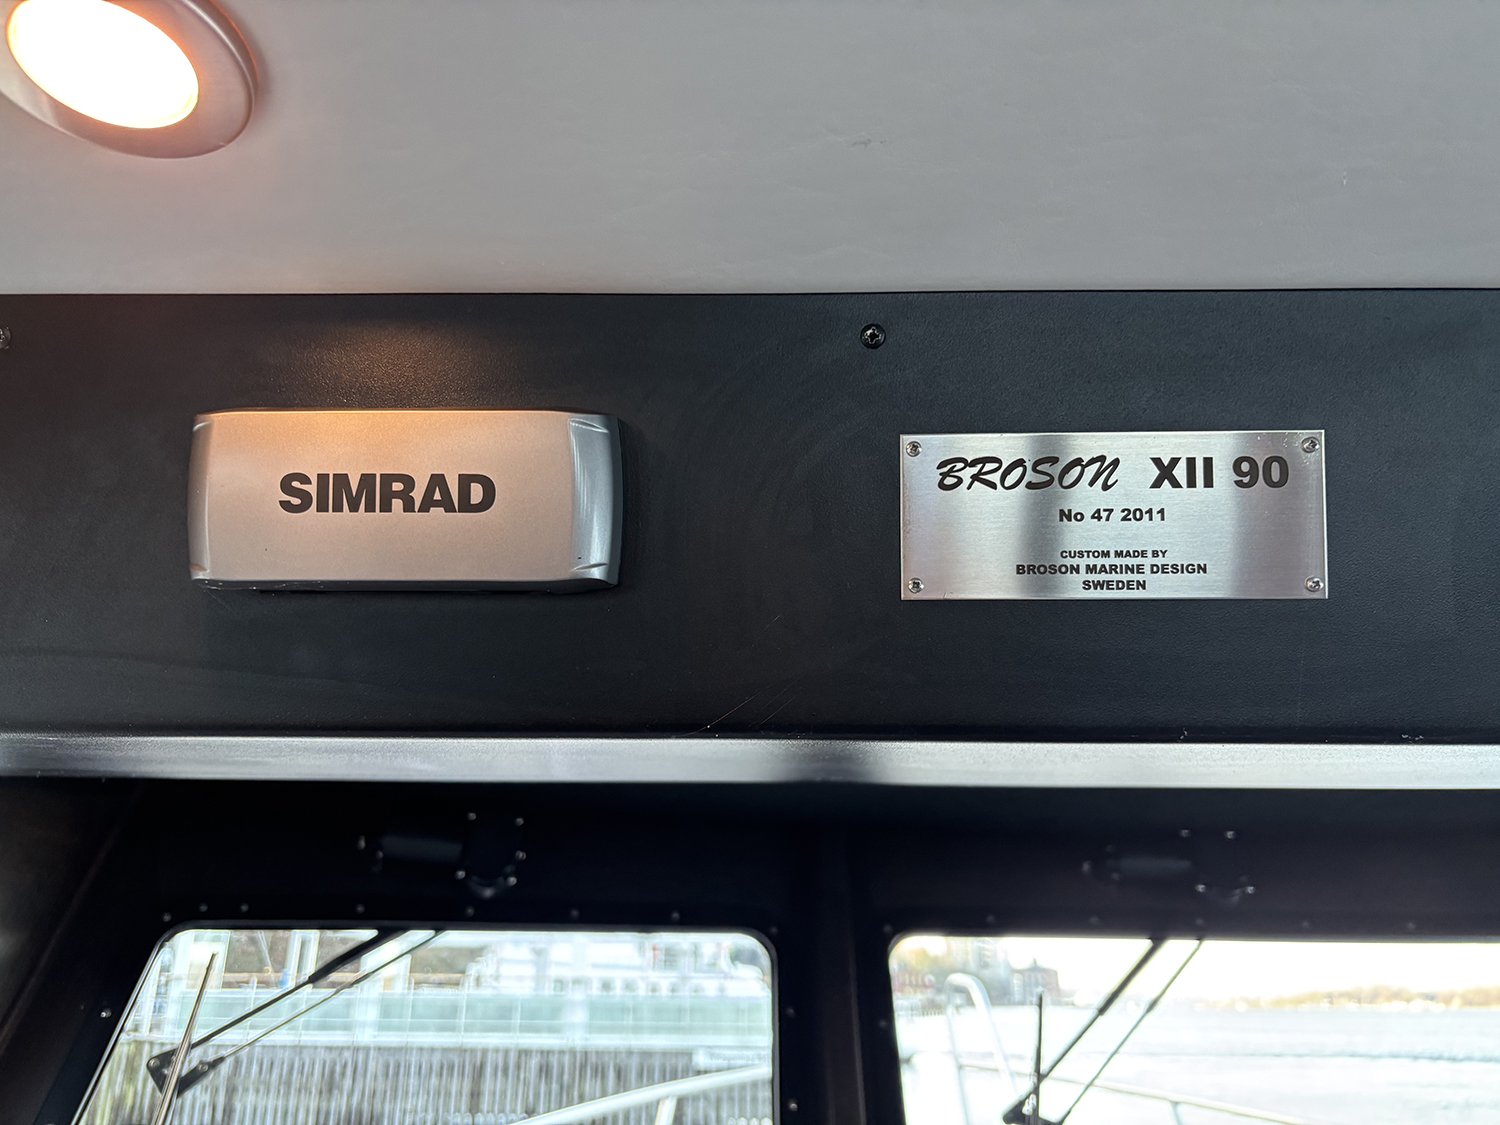 SIMRAD
BROSON XII 90
No 47 2011
CUSTOM MADE BY
BROSON MARINE DESIGN
SWEDEN